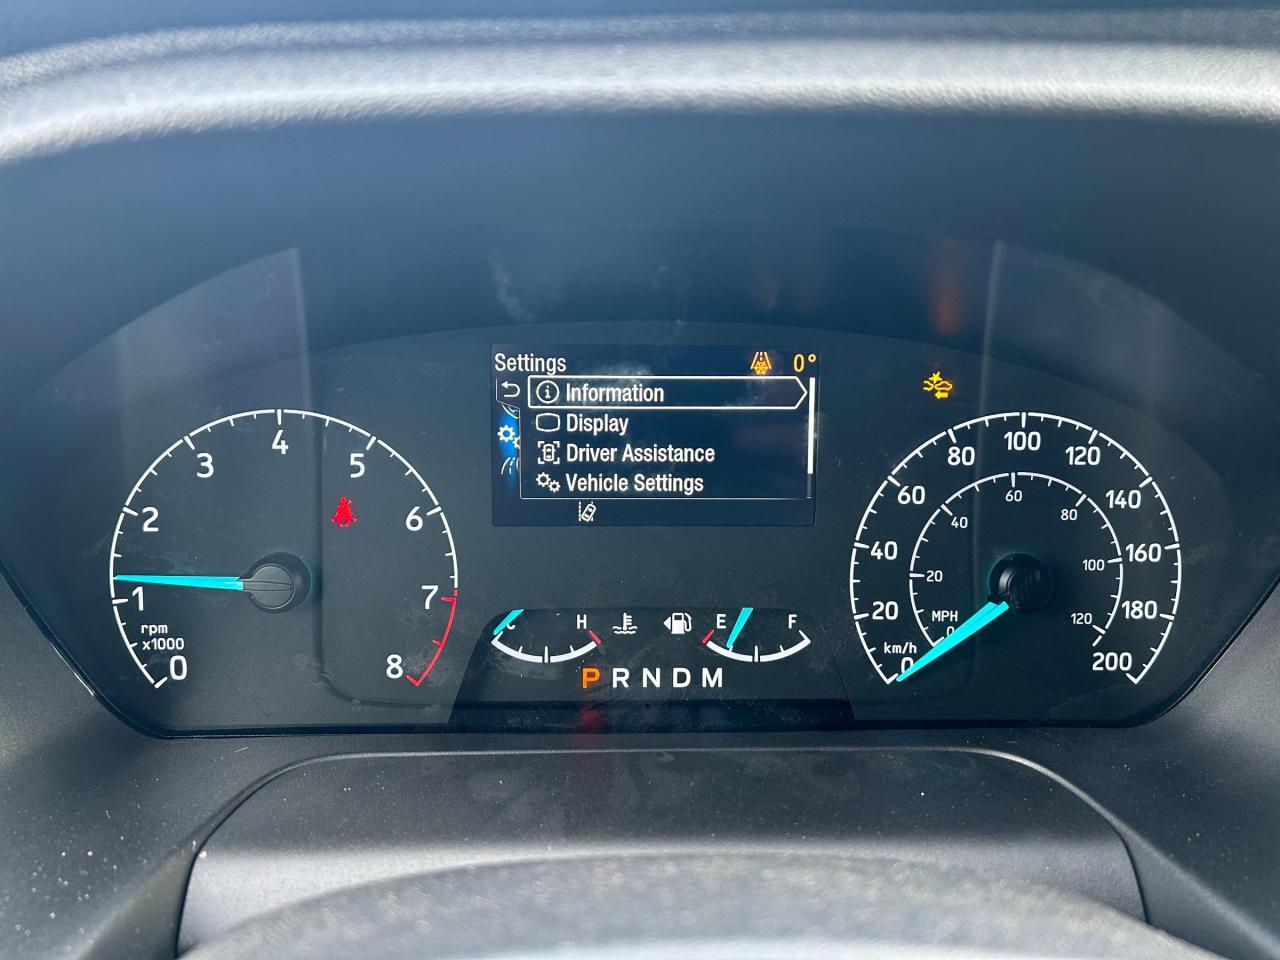 Settings 0°
Information
Display
Driver Assistance
Vehicle Settings
0 1 2 3 4 5 6 7 8
rpm
x1000
C H
E F
P R N D M
0 20 40 60 80 100 120 140 160 180 200
km/h
0 20 40 60 80 100 120
MPH